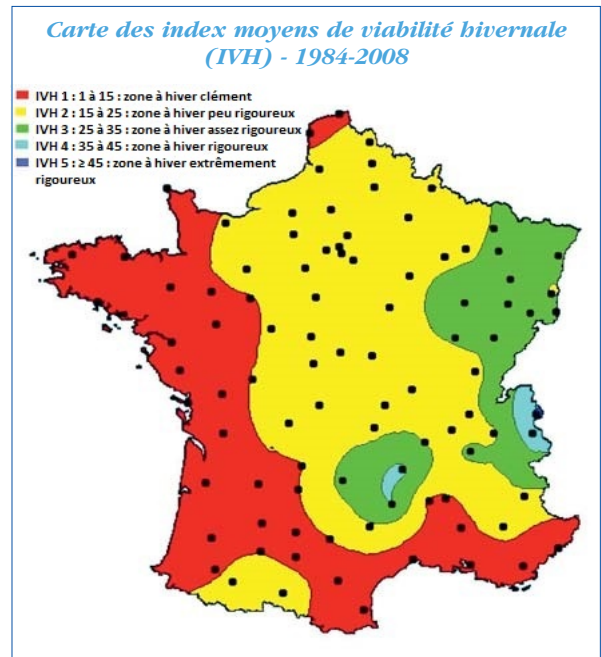 Carte des index moyens de viabilité hivernale
(IVH) - 1984-2008
IVH 1 : 1 à 15 : zone à hiver clément
IVH 2 : 15 à 25 : zone à hiver peu rigoureux
IVH 3 : 25 à 35 : zone à hiver assez rigoureux
IVH 4 : 35 à 45 : zone à hiver rigoureux
IVH 5 : ≥ 45 : zone à hiver extrêmement
rigoureux